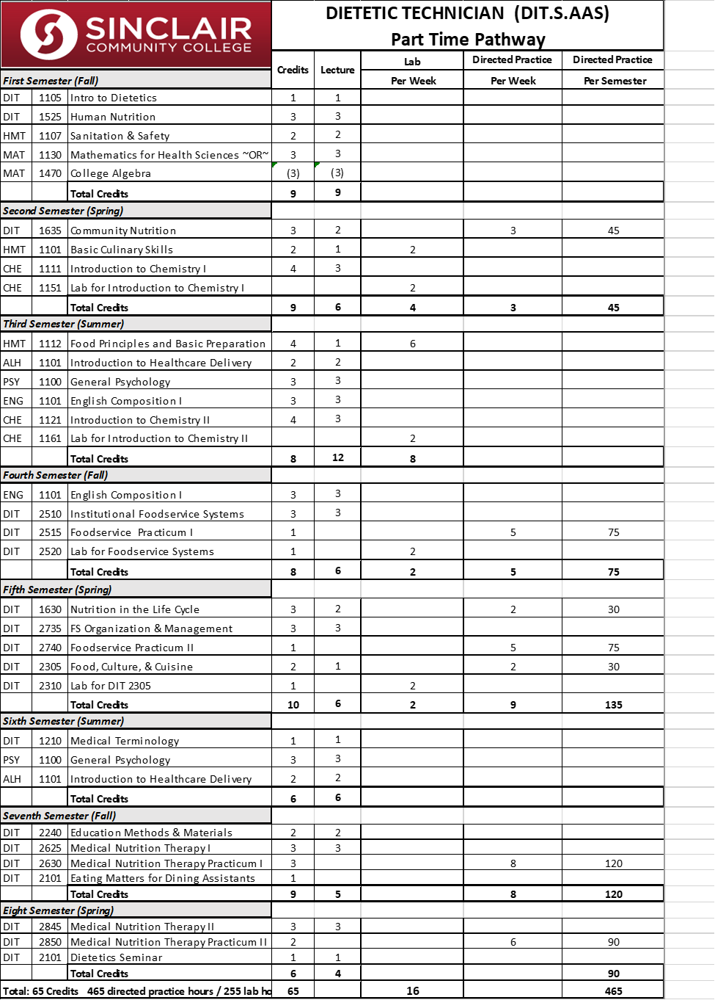 SINCLAIR
COMMUNITY COLLEGE
DIETETIC TECHNICIAN (DIT.S.AAS)
Part Time Pathway
Credits Lecture Lab Directed Practice Directed Practice
First Semester (Fall) Per Week Per Week Per Semester
DIT 1105 Intro to Dietetics 1 1
DIT 1525 Human Nutrition 3 3
HMT 1107 Sanitation & Safety 2 2
MAT 1130 Mathematics for Health Sciences ~OR~ 3 3
MAT 1470 College Algebra (3) (3)
Total Credits 9 9
Second Semester (Spring)
DIT 1635 Community Nutrition 3 2 3 45
HMT 1101 Basic Culinary Skills 2 1 2
CHE 1111 Introduction to Chemistry I 4 3
CHE 1151 Lab for Introduction to Chemistry I 2
Total Credits 9 6 4 3 45
Third Semester (Summer)
HMT 1112 Food Principles and Basic Preparation 4 1 6
ALH 1101 Introduction to Healthcare Delivery 2 2
PSY 1100 General Psychology 3 3
ENG 1101 English Composition I 3 3
CHE 1121 Introduction to Chemistry II 4 3
CHE 1161 Lab for Introduction to Chemistry II 2
Total Credits 8 12 8
Fourth Semester (Fall)
ENG 1101 English Composition I 3 3
DIT 2510 Institutional Foodservice Systems 3 3
DIT 2515 Foodservice Practicum I 1 5 75
DIT 2520 Lab for Foodservice Systems 1 2
Total Credits 8 6 2 5 75
Fifth Semester (Spring)
DIT 1630 Nutrition in the Life Cycle 3 2 2 30
DIT 2735 FS Organization & Management 3 3
DIT 2740 Foodservice Practicum II 1 5 75
DIT 2305 Food, Culture, & Cuisine 2 1 2 30
DIT 2310 Lab for DIT 2305 1 2
Total Credits 10 6 2 9 135
Sixth Semester (Summer)
DIT 1210 Medical Terminology 1 1
PSY 1100 General Psychology 3 3
ALH 1101 Introduction to Healthcare Delivery 2 2
Total Credits 6 6
Seventh Semester (Fall)
DIT 2240 Education Methods & Materials 2 2
DIT 2625 Medical Nutrition Therapy I 3 3
DIT 2630 Medical Nutrition Therapy Practicum I 3 8 120
DIT 2101 Eating Matters for Dining Assistants 1
Total Credits 9 5 8 120
Eight Semester (Spring)
DIT 2845 Medical Nutrition Therapy II 3 3
DIT 2850 Medical Nutrition Therapy Practicum II 2 6 90
DIT 2101 Dietetics Seminar 1 1
Total Credits 6 4 90
Total: 65 Credits 465 directed practice hours / 255 lab ho 65 16 465